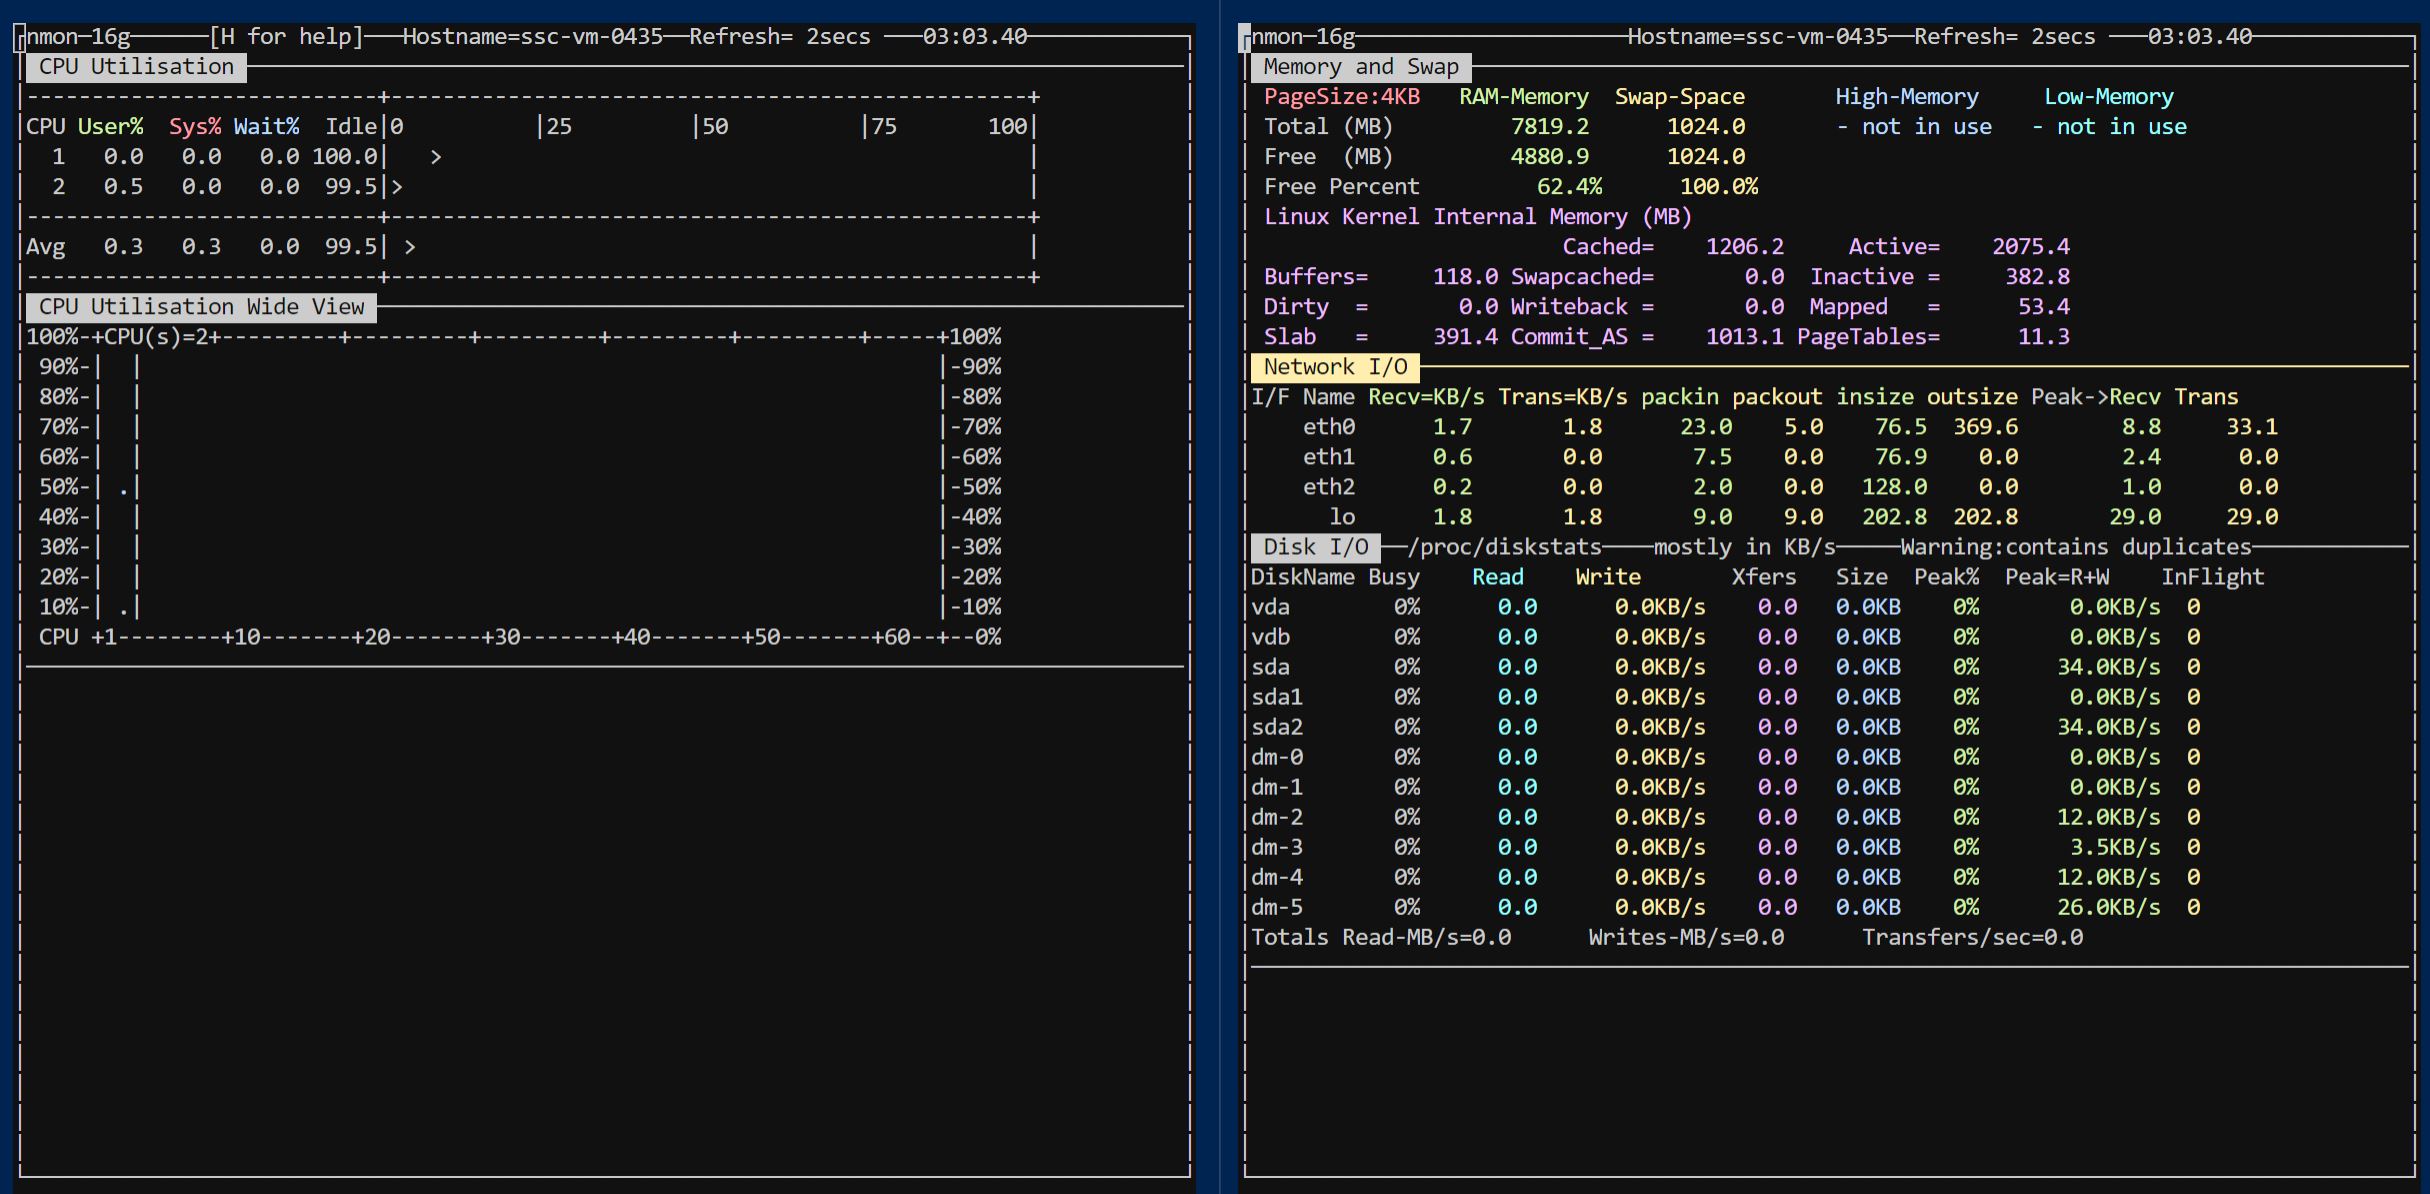 nmon─16g──────[H for help]───Hostname=ssc-vm-0435──Refresh= 2secs ───03:03.40
 CPU Utilisation
---------------------------+-------------------------------------------------+
CPU User%  Sys% Wait%  Idle|0          |25         |50          |75       100|
  1   0.0   0.0   0.0 100.0|   >                                             |
  2   0.5   0.0   0.0  99.5|>                                                |
---------------------------+-------------------------------------------------+
Avg   0.3   0.3   0.0  99.5| >                                               |
---------------------------+-------------------------------------------------+
 CPU Utilisation Wide View
100%-+CPU(s)=2+---------+---------+---------+---------+---------+-----+100%
 90%-|  |                                                             |-90%
 80%-|  |                                                             |-80%
 70%-|  |                                                             |-70%
 60%-|  |                                                             |-60%
 50%-| .|                                                             |-50%
 40%-|  |                                                             |-40%
 30%-|  |                                                             |-30%
 20%-|  |                                                             |-20%
 10%-| .|                                                             |-10%
 CPU +1--------+10-------+20-------+30-------+40-------+50-------+60--+--0%
nmon─16g─────────────────────Hostname=ssc-vm-0435──Refresh= 2secs ───03:03.40
 Memory and Swap
 PageSize:4KB   RAM-Memory  Swap-Space       High-Memory     Low-Memory
 Total (MB)         7819.2      1024.0       - not in use   - not in use
 Free  (MB)         4880.9      1024.0
 Free Percent         62.4%      100.0%
 Linux Kernel Internal Memory (MB)
                        Cached=    1206.2     Active=    2075.4
 Buffers=     118.0 Swapcached=       0.0  Inactive =     382.8
 Dirty  =       0.0 Writeback =       0.0  Mapped   =      53.4
 Slab   =     391.4 Commit_AS =    1013.1 PageTables=      11.3
 Network I/O
I/F Name Recv=KB/s Trans=KB/s packin packout insize outsize Peak->Recv Trans
    eth0      1.7       1.8      23.0    5.0    76.5  369.6        8.8     33.1
    eth1      0.6       0.0       7.5    0.0    76.9    0.0        2.4      0.0
    eth2      0.2       0.0       2.0    0.0   128.0    0.0        1.0      0.0
      lo      1.8       1.8       9.0    9.0   202.8  202.8       29.0     29.0
 Disk I/O ──/proc/diskstats────mostly in KB/s─────Warning:contains duplicates
DiskName Busy    Read    Write       Xfers   Size  Peak%  Peak=R+W    InFlight
vda        0%      0.0      0.0KB/s    0.0   0.0KB    0%       0.0KB/s  0
vdb        0%      0.0      0.0KB/s    0.0   0.0KB    0%       0.0KB/s  0
sda        0%      0.0      0.0KB/s    0.0   0.0KB    0%      34.0KB/s  0
sda1       0%      0.0      0.0KB/s    0.0   0.0KB    0%       0.0KB/s  0
sda2       0%      0.0      0.0KB/s    0.0   0.0KB    0%      34.0KB/s  0
dm-0       0%      0.0      0.0KB/s    0.0   0.0KB    0%       0.0KB/s  0
dm-1       0%      0.0      0.0KB/s    0.0   0.0KB    0%       0.0KB/s  0
dm-2       0%      0.0      0.0KB/s    0.0   0.0KB    0%      12.0KB/s  0
dm-3       0%      0.0      0.0KB/s    0.0   0.0KB    0%       3.5KB/s  0
dm-4       0%      0.0      0.0KB/s    0.0   0.0KB    0%      12.0KB/s  0
dm-5       0%      0.0      0.0KB/s    0.0   0.0KB    0%      26.0KB/s  0
Totals Read-MB/s=0.0      Writes-MB/s=0.0      Transfers/sec=0.0